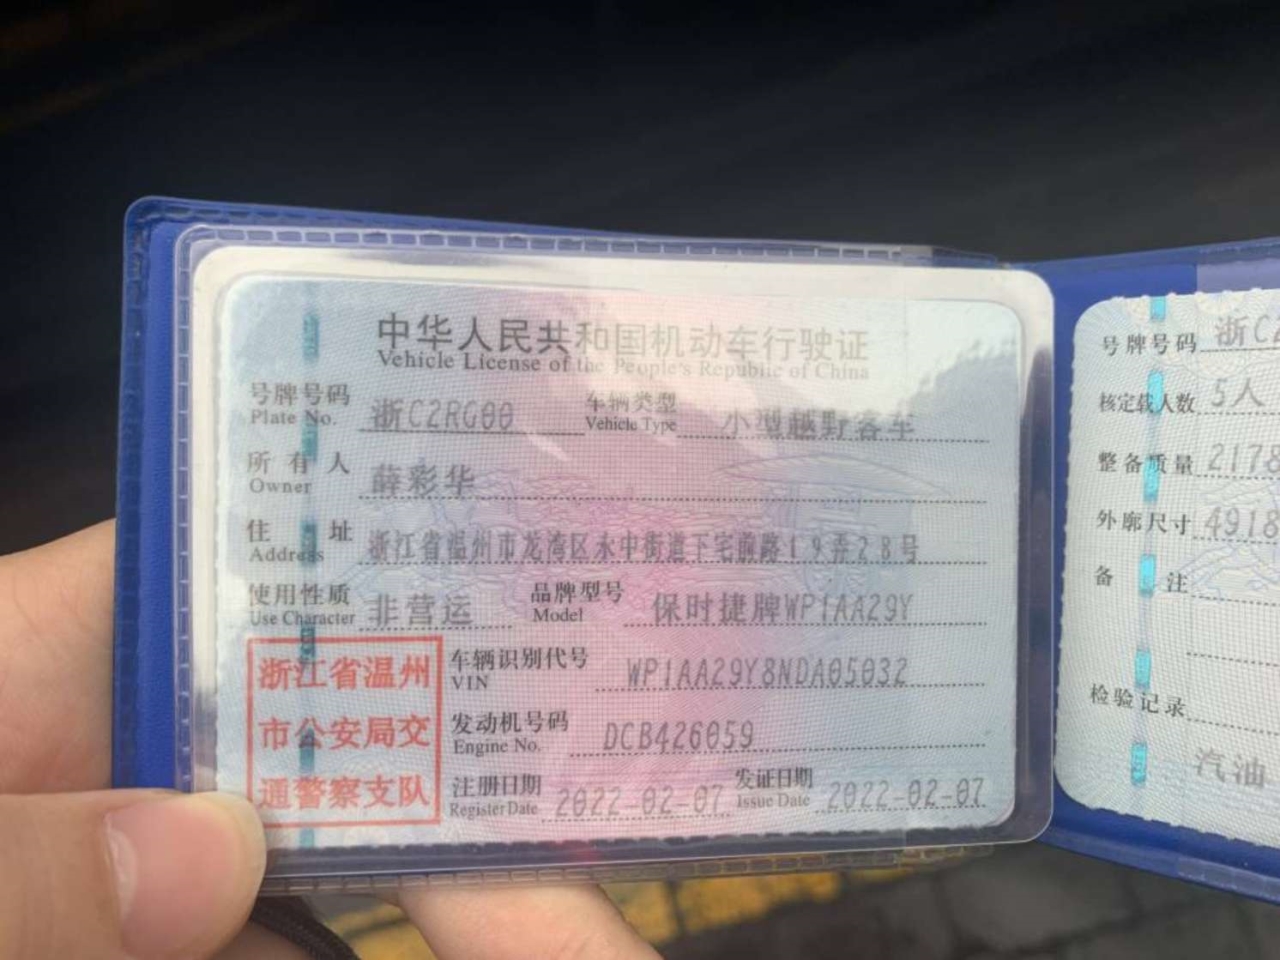 中华人民共和国机动车行驶证
Vehicle License of the People's Republic of China
号牌号码 浙C2RG00 车辆类型 小型越野客车
Plate No. Vehicle Type
所有人 薛彩华
Owner
住址 浙江省温州市龙湾区永中街道下宅前路19弄28号
Address
使用性质 非营运 品牌型号 保时捷牌WP1AA29Y
Use Character Model
浙江省温州
市公安局交
通警察支队
车辆识别代号 WP1AA29Y8NDA05032
VIN
发动机号码 DCB426059
Engine No.
注册日期 2022-02-07 发证日期 2022-02-07
Register Date Issue Date
号牌号码 浙C2
核定载人数 5人
整备质量 2178
外廓尺寸 4918
备注
检验记录
汽油